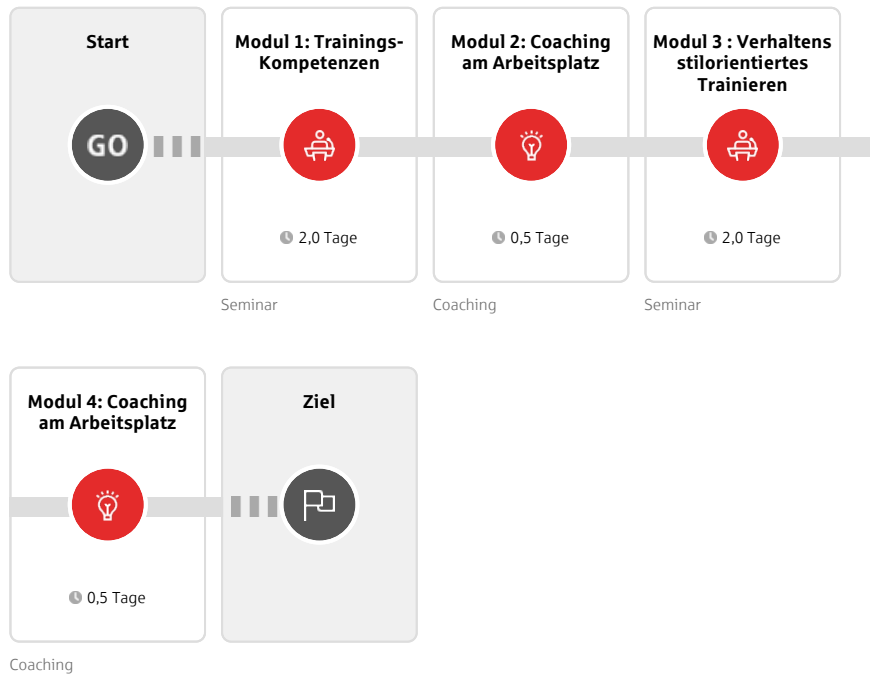 Start
GO
Modul 1: Trainings-
Kompetenzen
2,0 Tage
Seminar
Modul 2: Coaching
am Arbeitsplatz
0,5 Tage
Coaching
Modul 3 : Verhaltens
stilorientiertes
Trainieren
2,0 Tage
Seminar
Modul 4: Coaching
am Arbeitsplatz
0,5 Tage
Coaching
Ziel